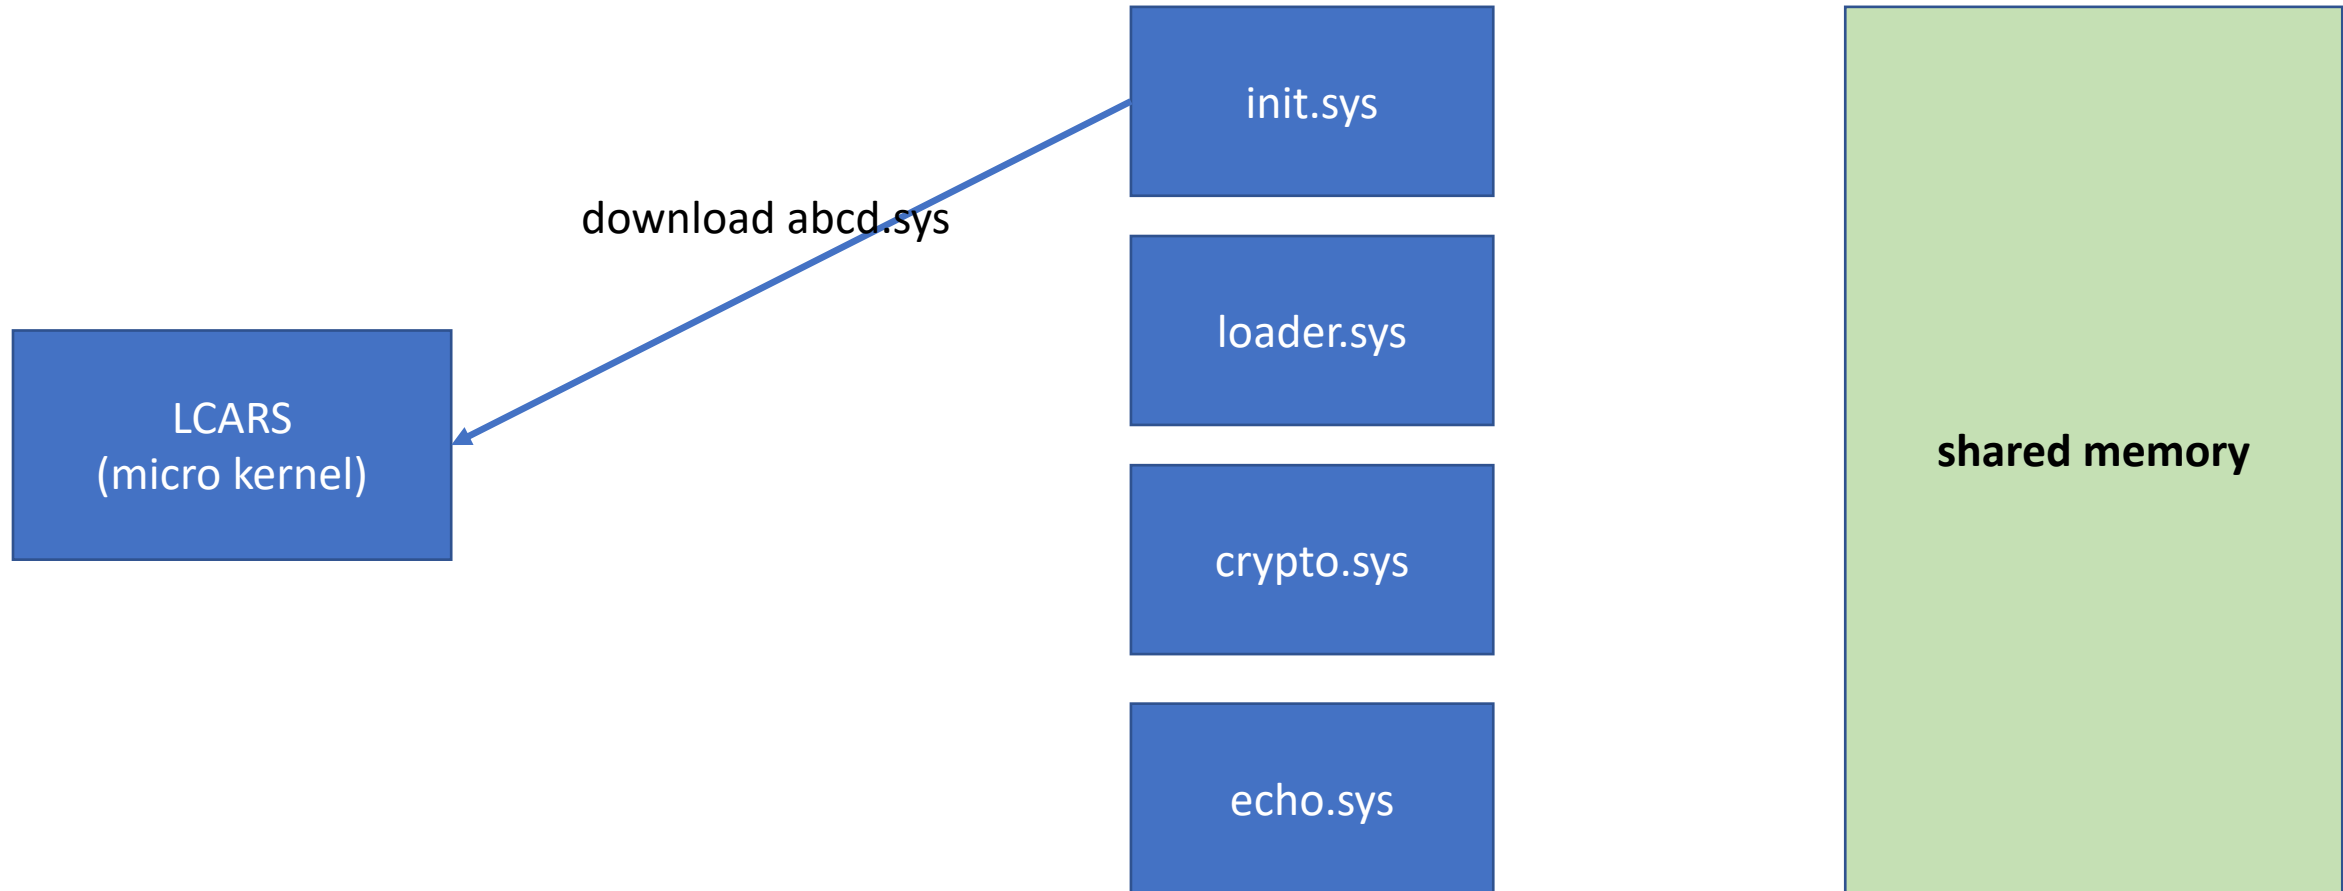 init.sys
download abcd.sys
loader.sys
LCARS
(micro kernel)
shared memory
crypto.sys
echo.sys